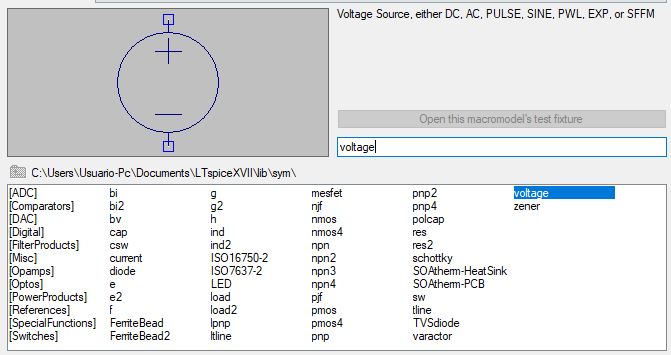 Voltage Source, either DC, AC, PULSE, SINE, PWL, EXP, or SFFM
Open this macromodel's test fixture
voltage
C:\Users\Usuario-Pc\Documents\LTspiceXVII\lib\sym\
[ADC] bi g mesfet pnp2 voltage
[Comparators] bi2 g2 njf pnp4 zener
[DAC] bv h nmos polcap
[Digital] cap ind nmos4 res
[FilterProducts] csw ind2 npn res2
[Misc] current ISO16750-2 npn2 schottky
[Opamps] diode ISO7637-2 npn3 SOAtherm-HeatSink
[Optos] e LED npn4 SOAtherm-PCB
[PowerProducts] e2 load pjf sw
[References] f load2 pmos tline
[SpecialFunctions] FerriteBead lpnp pmos4 TVSdiode
[Switches] FerriteBead2 ltline pnp varactor